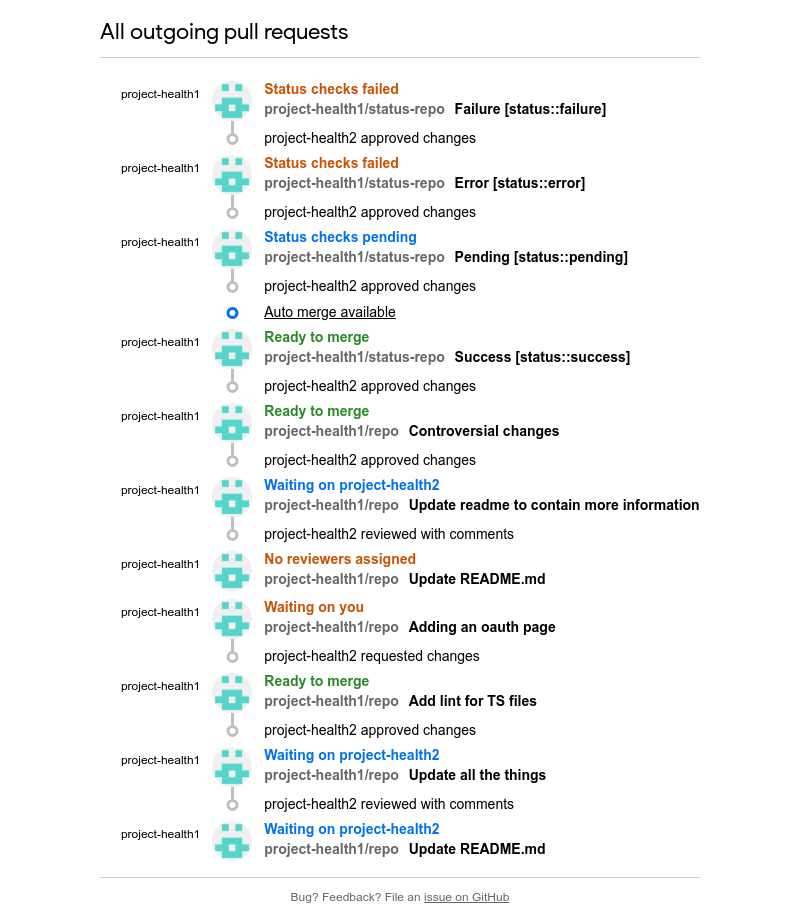 All outgoing pull requests
project-health1
Status checks failed
project-health1/status-repo Failure [status::failure]
project-health2 approved changes
project-health1
Status checks failed
project-health1/status-repo Error [status::error]
project-health2 approved changes
project-health1
Status checks pending
project-health1/status-repo Pending [status::pending]
project-health2 approved changes
Auto merge available
project-health1
Ready to merge
project-health1/status-repo Success [status::success]
project-health2 approved changes
project-health1
Ready to merge
project-health1/repo Controversial changes
project-health2 approved changes
project-health1
Waiting on project-health2
project-health1/repo Update readme to contain more information
project-health2 reviewed with comments
project-health1
No reviewers assigned
project-health1/repo Update README.md
project-health1
Waiting on you
project-health1/repo Adding an oauth page
project-health2 requested changes
project-health1
Ready to merge
project-health1/repo Add lint for TS files
project-health2 approved changes
project-health1
Waiting on project-health2
project-health1/repo Update all the things
project-health2 reviewed with comments
project-health1
Waiting on project-health2
project-health1/repo Update README.md
Bug? Feedback? File an issue on GitHub